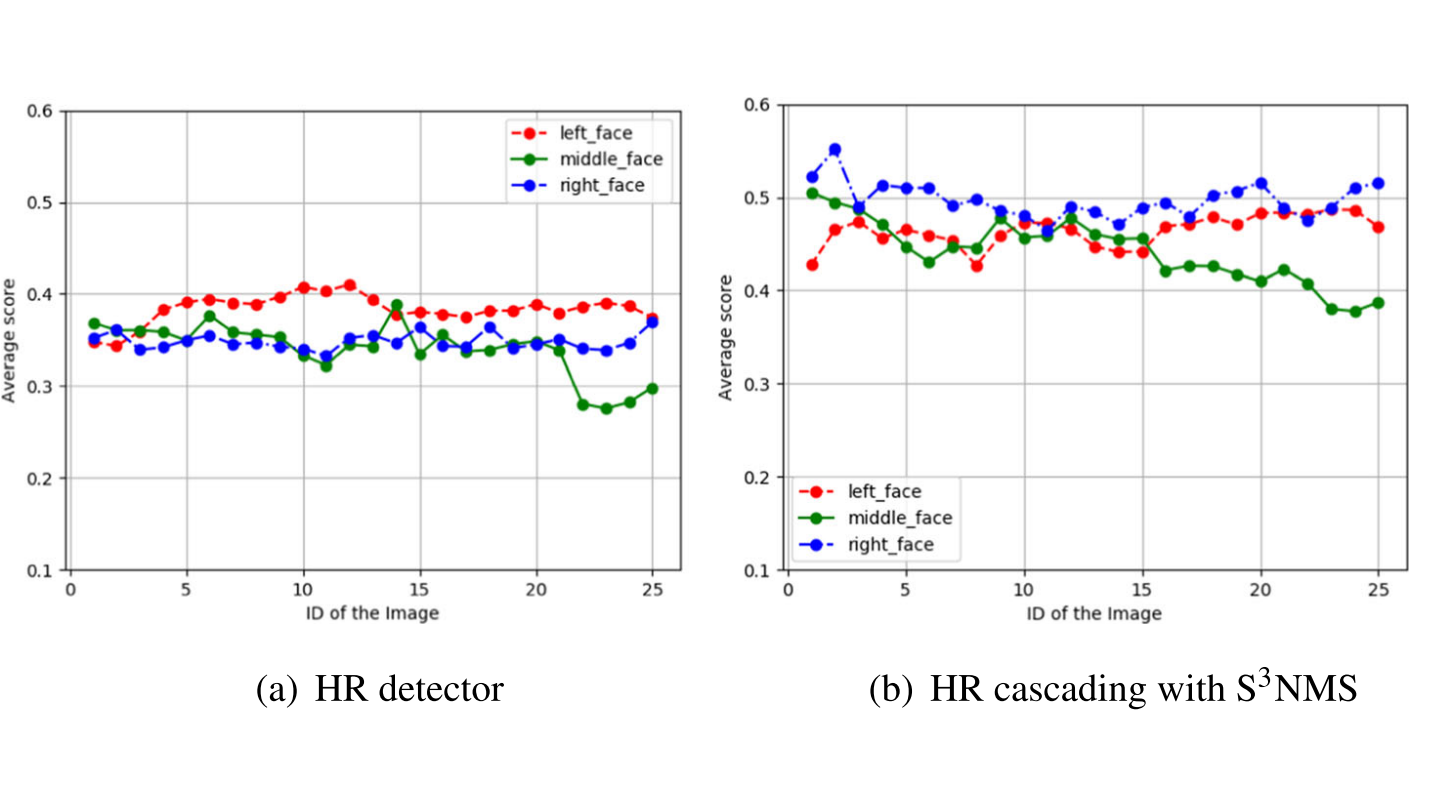 0.6
0.5
0.4
0.3
0.2
0.1
Average score
0 5 10 15 20 25
ID of the Image
left_face
middle_face
right_face
(a) HR detector
0.6
0.5
0.4
0.3
0.2
0.1
Average score
0 5 10 15 20 25
ID of the Image
left_face
middle_face
right_face
(b) HR cascading with S³NMS